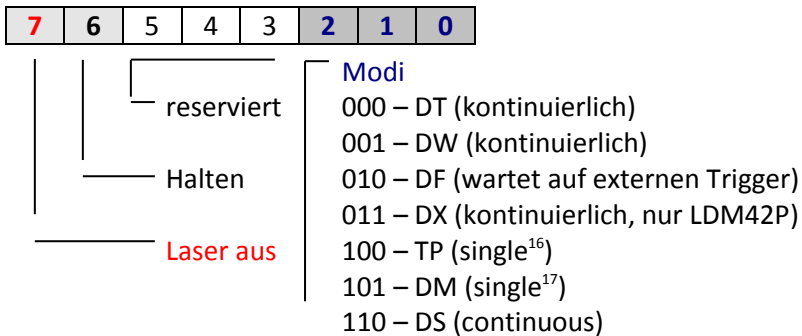 7 6 5 4 3 2 1 0
Modi
reserviert
000 – DT (kontinuierlich)
001 – DW (kontinuierlich)
Halten
010 – DF (wartet auf externen Trigger)
011 – DX (kontinuierlich, nur LDM42P)
Laser aus
100 – TP (single¹⁶)
101 – DM (single¹⁷)
110 – DS (continuous)